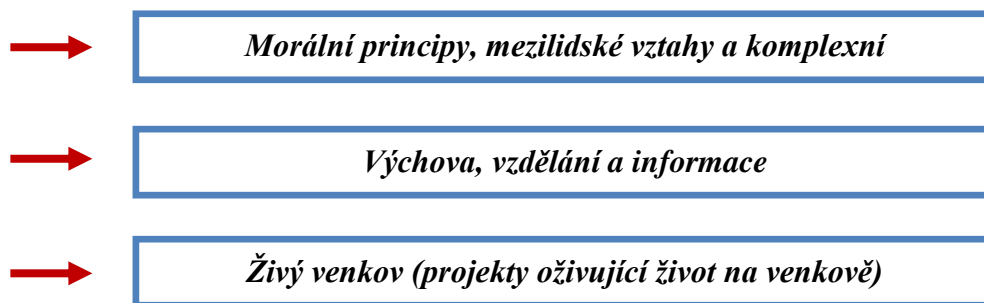 Morální principy, mezilidské vztahy a komplexní
Výchova, vzdělání a informace
Živý venkov (projekty oživující život na venkově)